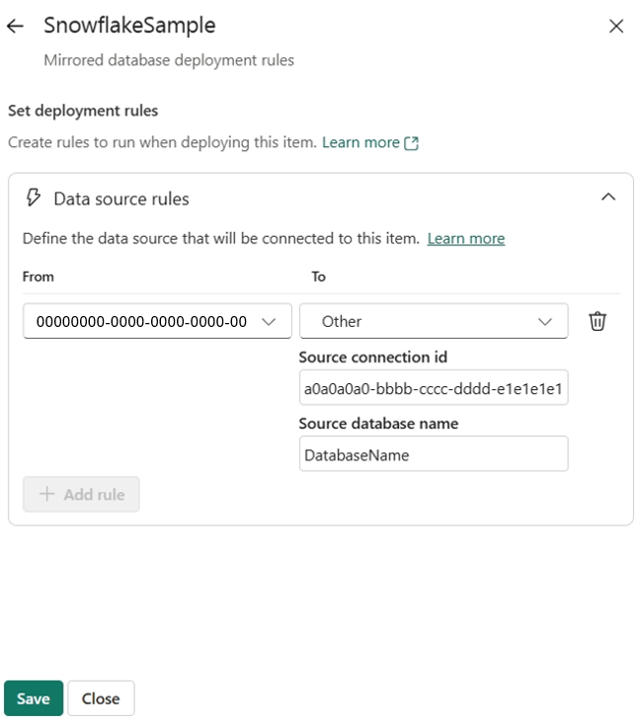 SnowflakeSample
Mirrored database deployment rules
Set deployment rules
Create rules to run when deploying this item. Learn more
Data source rules
Define the data source that will be connected to this item. Learn more
From To
00000000-0000-0000-0000-00 Other
Source connection id
a0a0a0a0-bbbb-cccc-dddd-e1e1e1e1
Source database name
DatabaseName
Add rule
Save Close